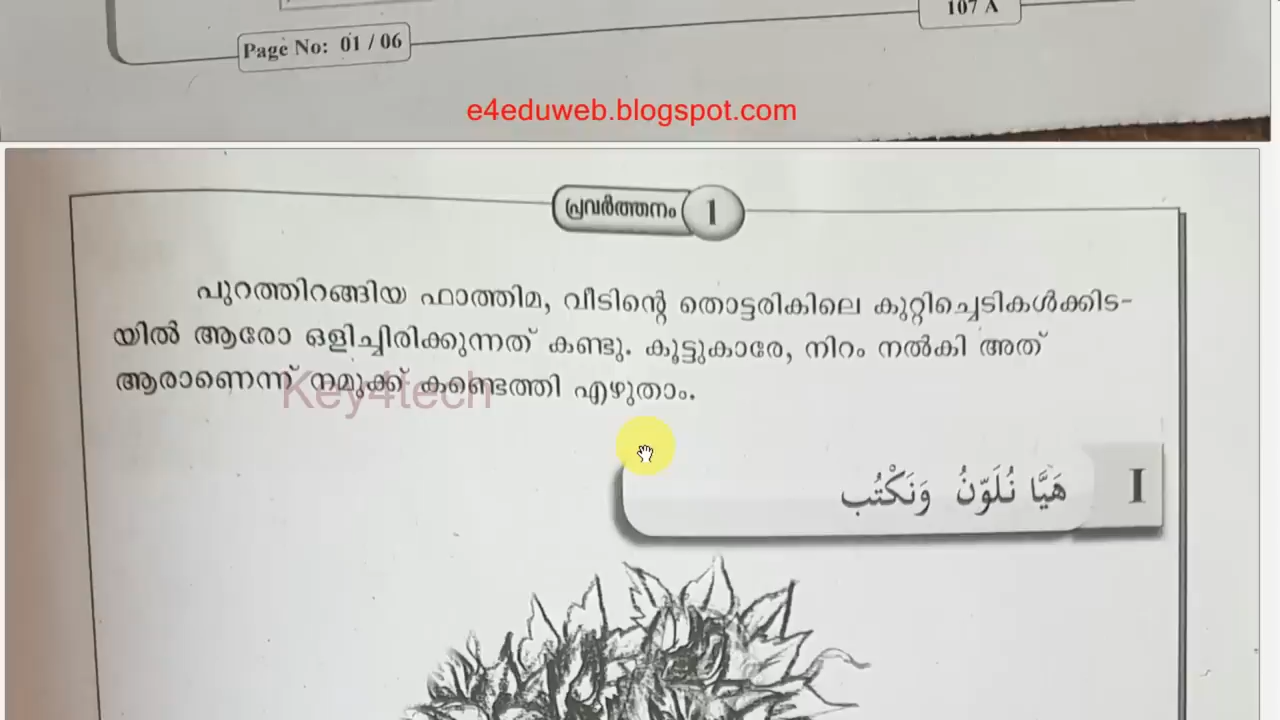 107 A
Page No: 01 / 06
e4eduweb.blogspot.com
പ്രവർത്തനം 1
പുറത്തിറങ്ങിയ ഫാത്തിമ, വീടിന്റെ തൊട്ടരികിലെ കുറ്റിച്ചെടികൾക്കിട-
യിൽ ആരോ ഒളിച്ചിരിക്കുന്നത് കണ്ടു. കൂട്ടുകാരേ, നിറം നൽകി അത്
ആരാണെന്ന് നമുക്ക് കണ്ടെത്തി എഴുതാം.
Key4tech
I هَيَّا نُلَوِّنُ وَنَكْتُب